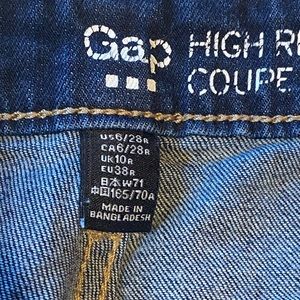 Gap HIGH RI
COUPE
US6/28R
CA6/28R
UK10R
EU38R
日本W71
中国165/70A
MADE IN
BANGLADESH